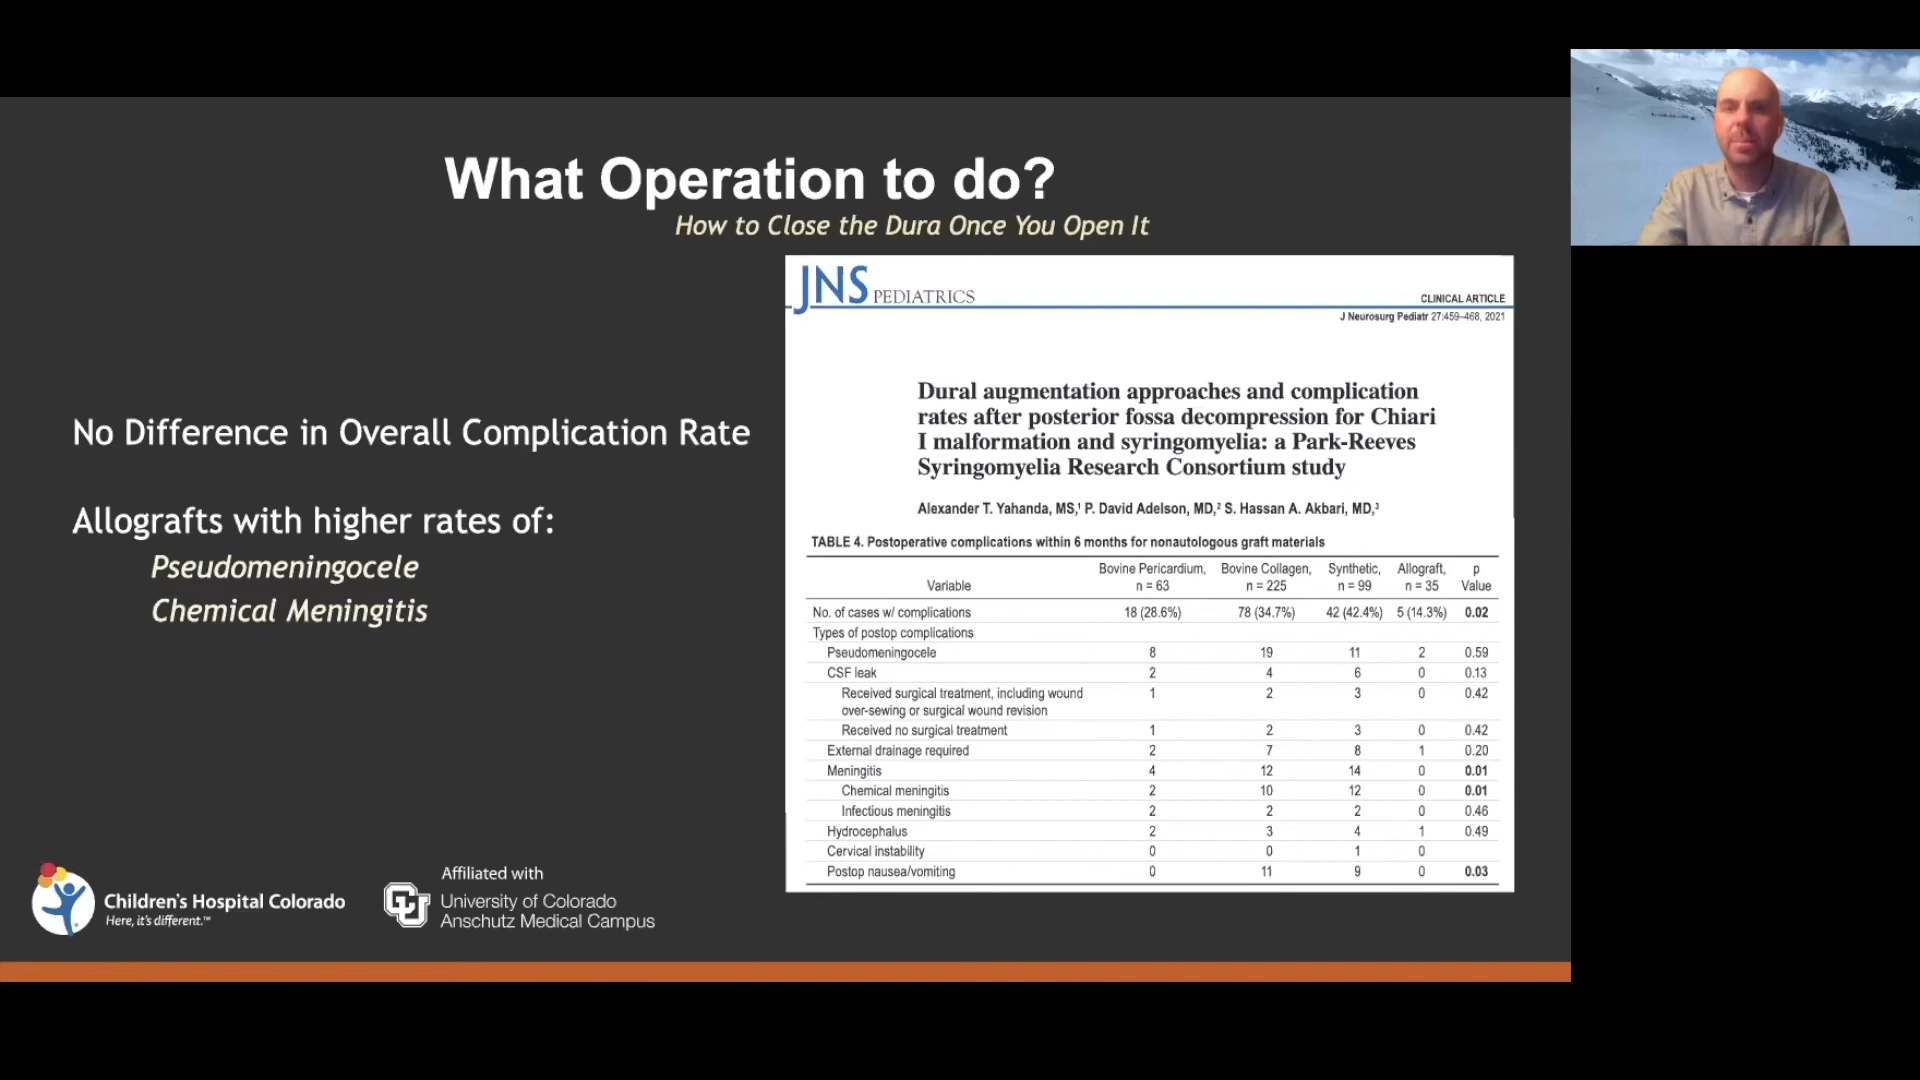 What Operation to do?
How to Close the Dura Once You Open It
No Difference in Overall Complication Rate
Allografts with higher rates of:
Pseudomeningocele
Chemical Meningitis
JNS PEDIATRICS
CLINICAL ARTICLE
J Neurosurg Pediatr 27:459–468, 2021
Dural augmentation approaches and complication
rates after posterior fossa decompression for Chiari
I malformation and syringomyelia: a Park-Reeves
Syringomyelia Research Consortium study
Alexander T. Yahanda, MS,¹ P. David Adelson, MD,² S. Hassan A. Akbari, MD,³
TABLE 4. Postoperative complications within 6 months for nonautologous graft materials
Bovine Pericardium, Bovine Collagen, Synthetic, Allograft, p
Variable n = 63 n = 225 n = 99 n = 35 Value
No. of cases w/ complications 18 (28.6%) 78 (34.7%) 42 (42.4%) 5 (14.3%) 0.02
Types of postop complications
Pseudomeningocele 8 19 11 2 0.59
CSF leak 2 4 6 0 0.13
Received surgical treatment, including wound 1 2 3 0 0.42
over-sewing or surgical wound revision
Received no surgical treatment 1 2 3 0 0.42
External drainage required 2 7 8 1 0.20
Meningitis 4 12 14 0 0.01
Chemical meningitis 2 10 12 0 0.01
Infectious meningitis 2 2 2 0 0.46
Hydrocephalus 2 3 4 1 0.49
Cervical instability 0 0 1 0
Postop nausea/vomiting 0 11 9 0 0.03
Children's Hospital Colorado
Here, it's different.™
Affiliated with
CU
University of Colorado
Anschutz Medical Campus